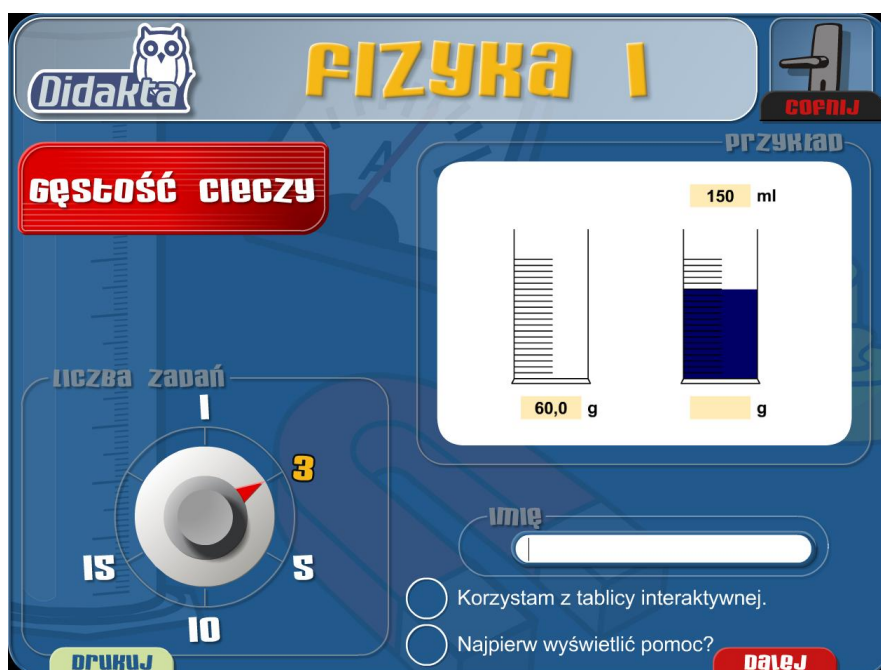 Didakta
FIZYKA I
COFNIJ
GĘSTOŚĆ CIECZY
PRZYKŁAD
150 ml
60,0 g
g
LICZBA ZADAŃ
1
3
5
10
15
IMIĘ
Korzystam z tablicy interaktywnej.
Najpierw wyświetlić pomoc?
DRUKUJ
DALEJ
A